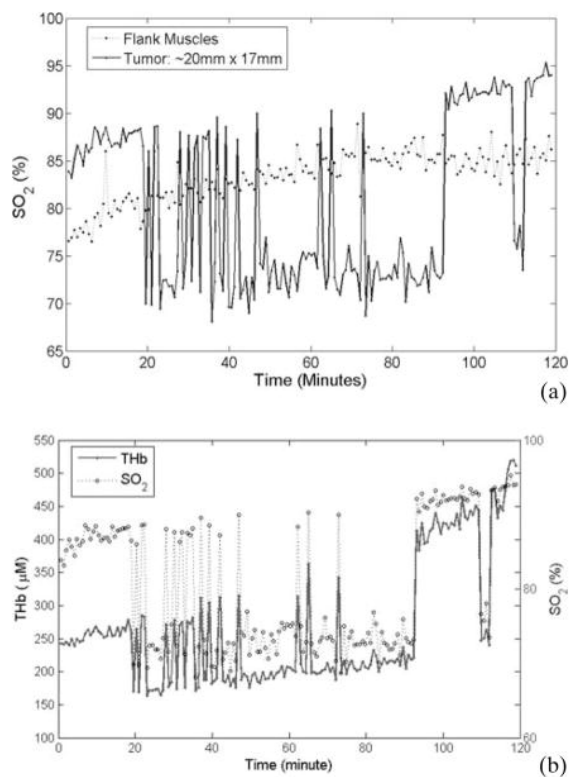 Flank Muscles
Tumor: ~20mm x 17mm
100
95
90
85
80
75
70
65
SO2 (%)
0 20 40 60 80 100 120
Time (Minutes)
(a)
THb
SO2
550
500
450
400
350
300
250
200
150
100
THb (μM)
100
80
60
SO2 (%)
0 20 40 60 80 100 120
Time (minute)
(b)